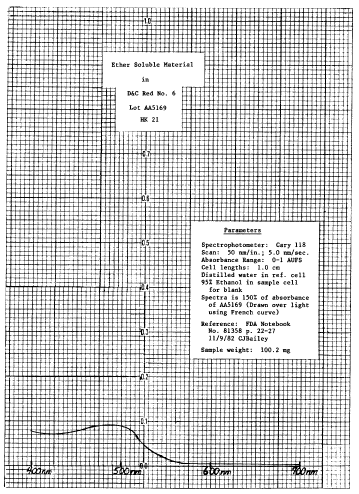 1.0
Ether Soluble Material
in
D&C Red No. 6
Lot AA5169
HK 21
0.7
0.6
0.5
0.4
0.3
0.2
0.1
0.0
Parameters
Spectrophotometer: Cary 118
Scan: 50 nm/in.; 5.0 nm/sec.
Absorbance Range: 0-1 AUFS
Cell lengths: 1.0 cm
Distilled water in ref. cell
95% Ethanol in sample cell
for blank
Spectra is 150% of absorbance
of AA5169 (Drawn over light
using French curve)
Reference: FDA Notebook
No. 81358 p. 22-27
11/9/82 CJBailey
Sample weight: 100.2 mg
400nm 500nm 600nm 700nm